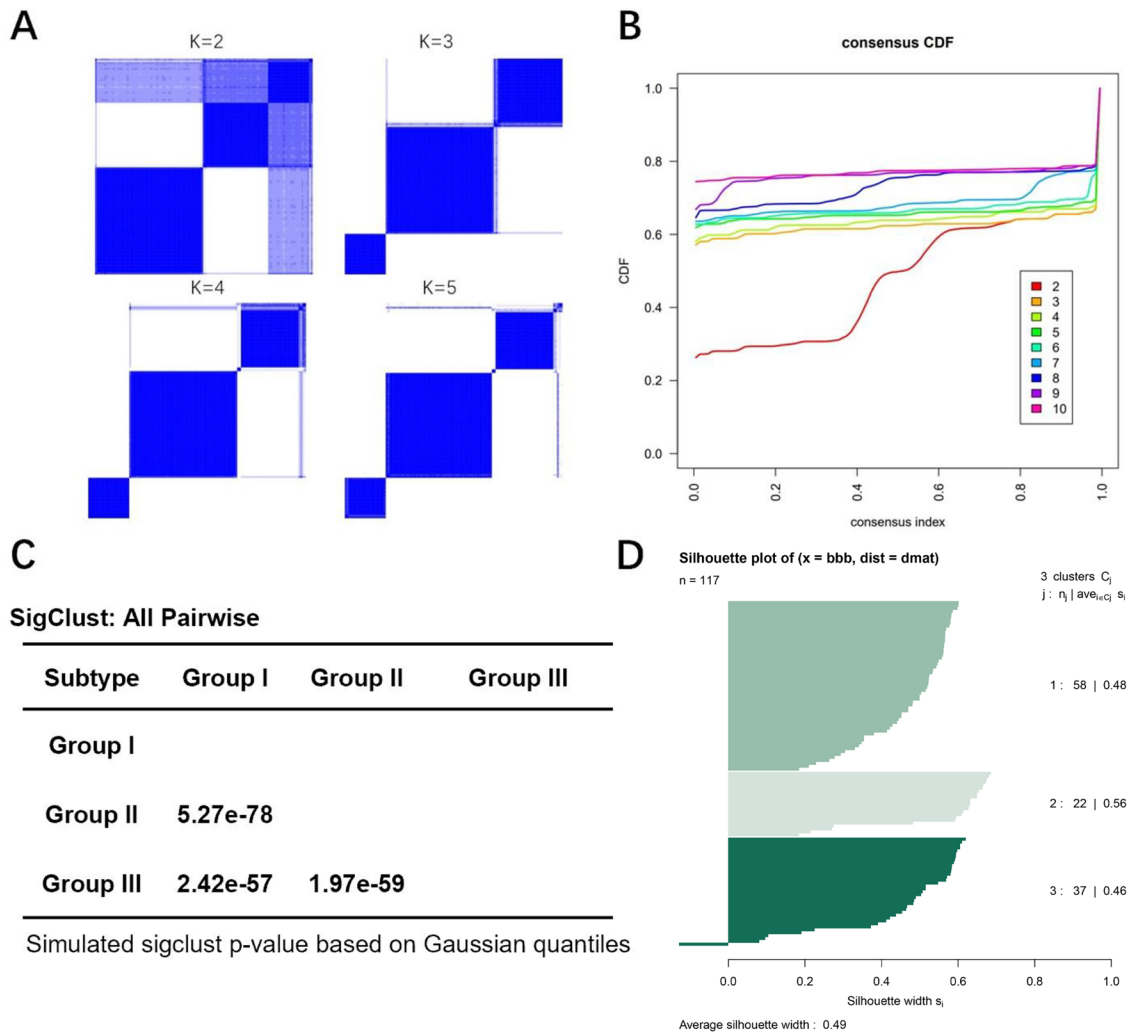 A
K=2
K=3
K=4
K=5
B
consensus CDF
CDF
1.0
0.8
0.6
0.4
0.2
0.0
2
3
4
5
6
7
8
9
10
0.0
0.2
0.4
0.6
0.8
1.0
consensus index
C
SigClust: All Pairwise
Subtype Group I Group II Group III
Group I
Group II 5.27e-78
Group III 2.42e-57 1.97e-59
Simulated sigclust p-value based on Gaussian quantiles
D
Silhouette plot of (x = bbb, dist = dmat)
n = 117
3 clusters Cj
j : nj | avei∈Cj si
1 : 58 | 0.48
2 : 22 | 0.56
3 : 37 | 0.46
0.0 0.2 0.4 0.6 0.8 1.0
Silhouette width si
Average silhouette width : 0.49